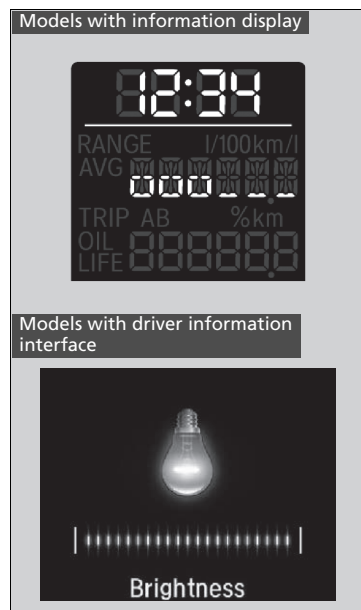 Models with information display
12:34
RANGE l/100km/l
AVG
TRIP AB %km
OIL
LIFE
Models with driver information
interface
Brightness